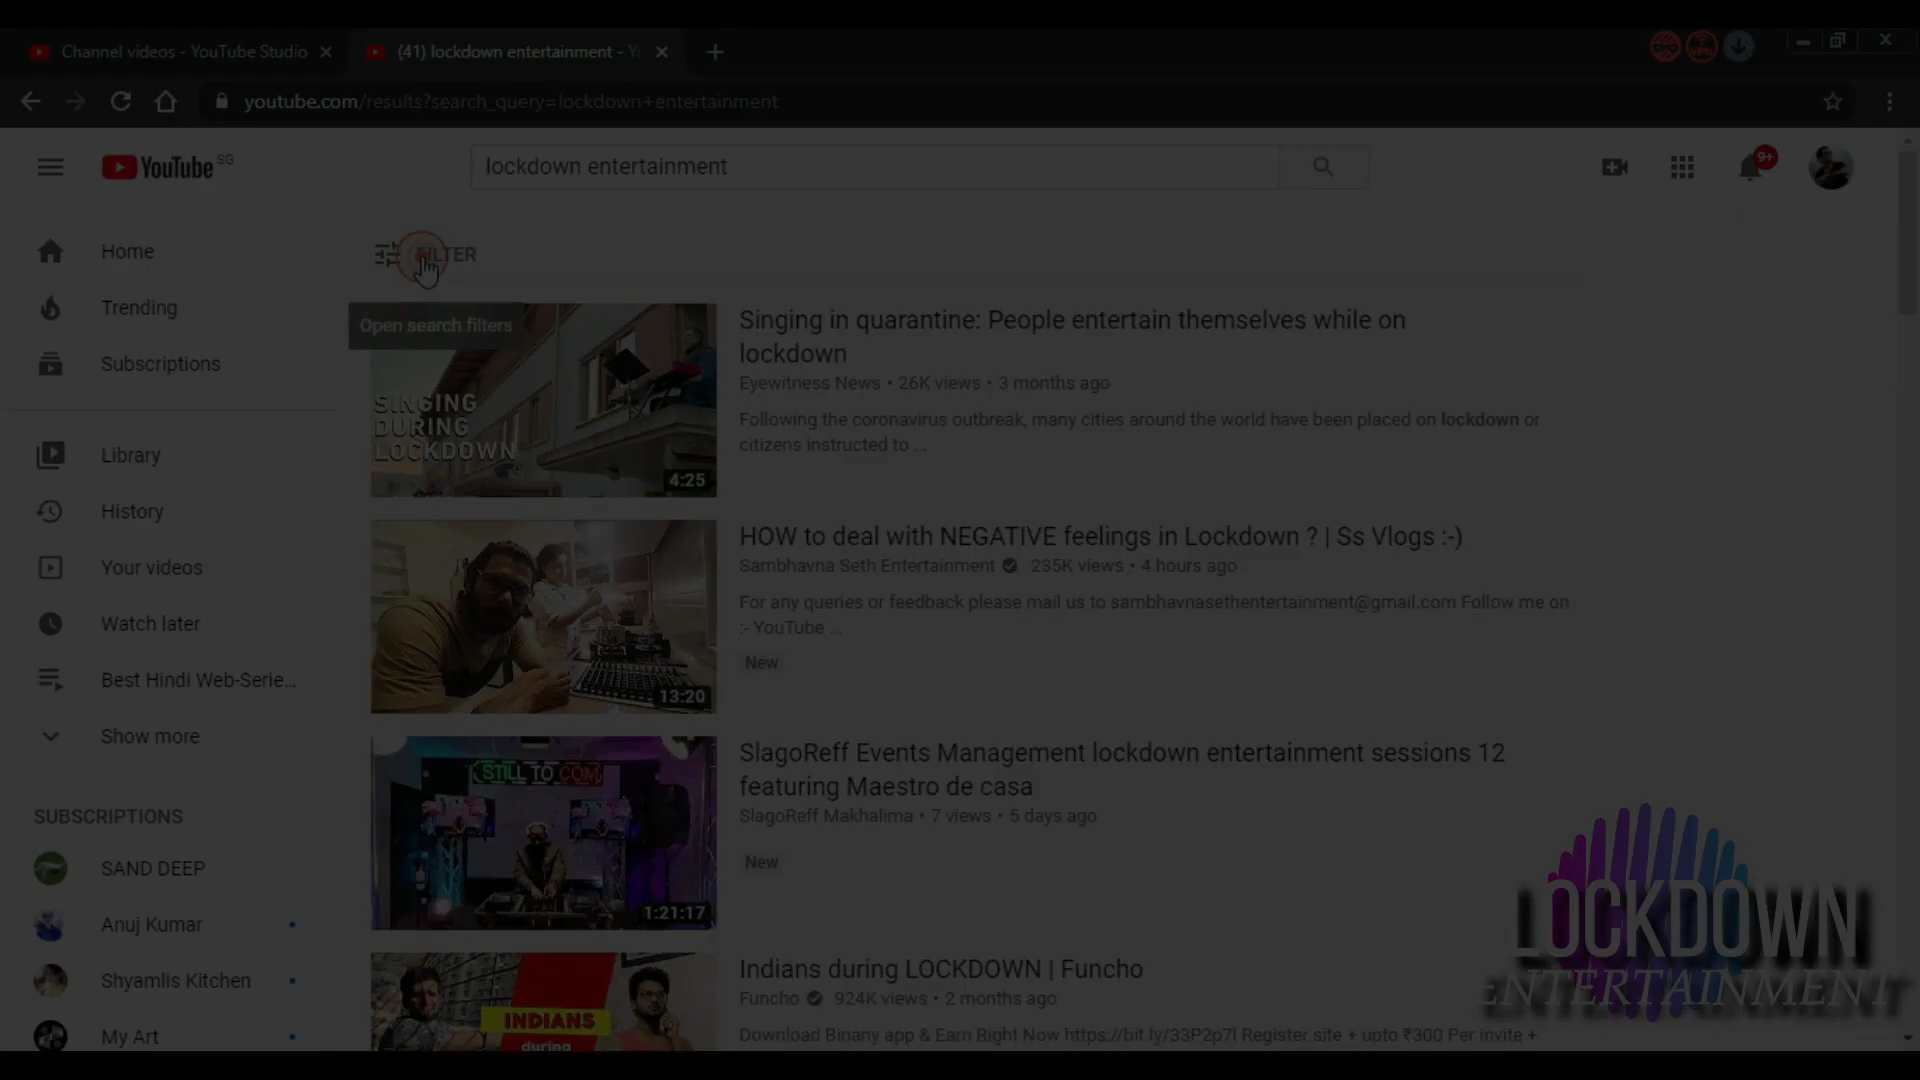 Channel videos - YouTube Studio
(41) lockdown entertainment - Y
youtube.com/results?search_query=lockdown+entertainment
YouTube SG
lockdown entertainment
9+
Home
Trending
Subscriptions
Library
History
Your videos
Watch later
Best Hindi Web-Serie...
Show more
SUBSCRIPTIONS
SAND DEEP
Anuj Kumar
Shyamlis Kitchen
My Art
FILTER
Open search filters
SINGING
DURING
LOCKDOWN
4:25
Singing in quarantine: People entertain themselves while on
lockdown
Eyewitness News • 26K views • 3 months ago
Following the coronavirus outbreak, many cities around the world have been placed on lockdown or
citizens instructed to ...
13:20
HOW to deal with NEGATIVE feelings in Lockdown ? | Ss Vlogs :-)
Sambhavna Seth Entertainment 235K views • 4 hours ago
For any queries or feedback please mail us to sambhavnasethentertainment@gmail.com Follow me on
:- YouTube ...
New
STILL TO COM
1:21:17
SlagoReff Events Management lockdown entertainment sessions 12
featuring Maestro de casa
SlagoReff Makhalima • 7 views • 5 days ago
New
INDIANS
during
Indians during LOCKDOWN | Funcho
Funcho 924K views • 2 months ago
Download Binany app & Earn Right Now https://bit.ly/33P2p7l Register site + upto ₹300 Per invite +
LOCKDOWN
ENTERTAINMENT